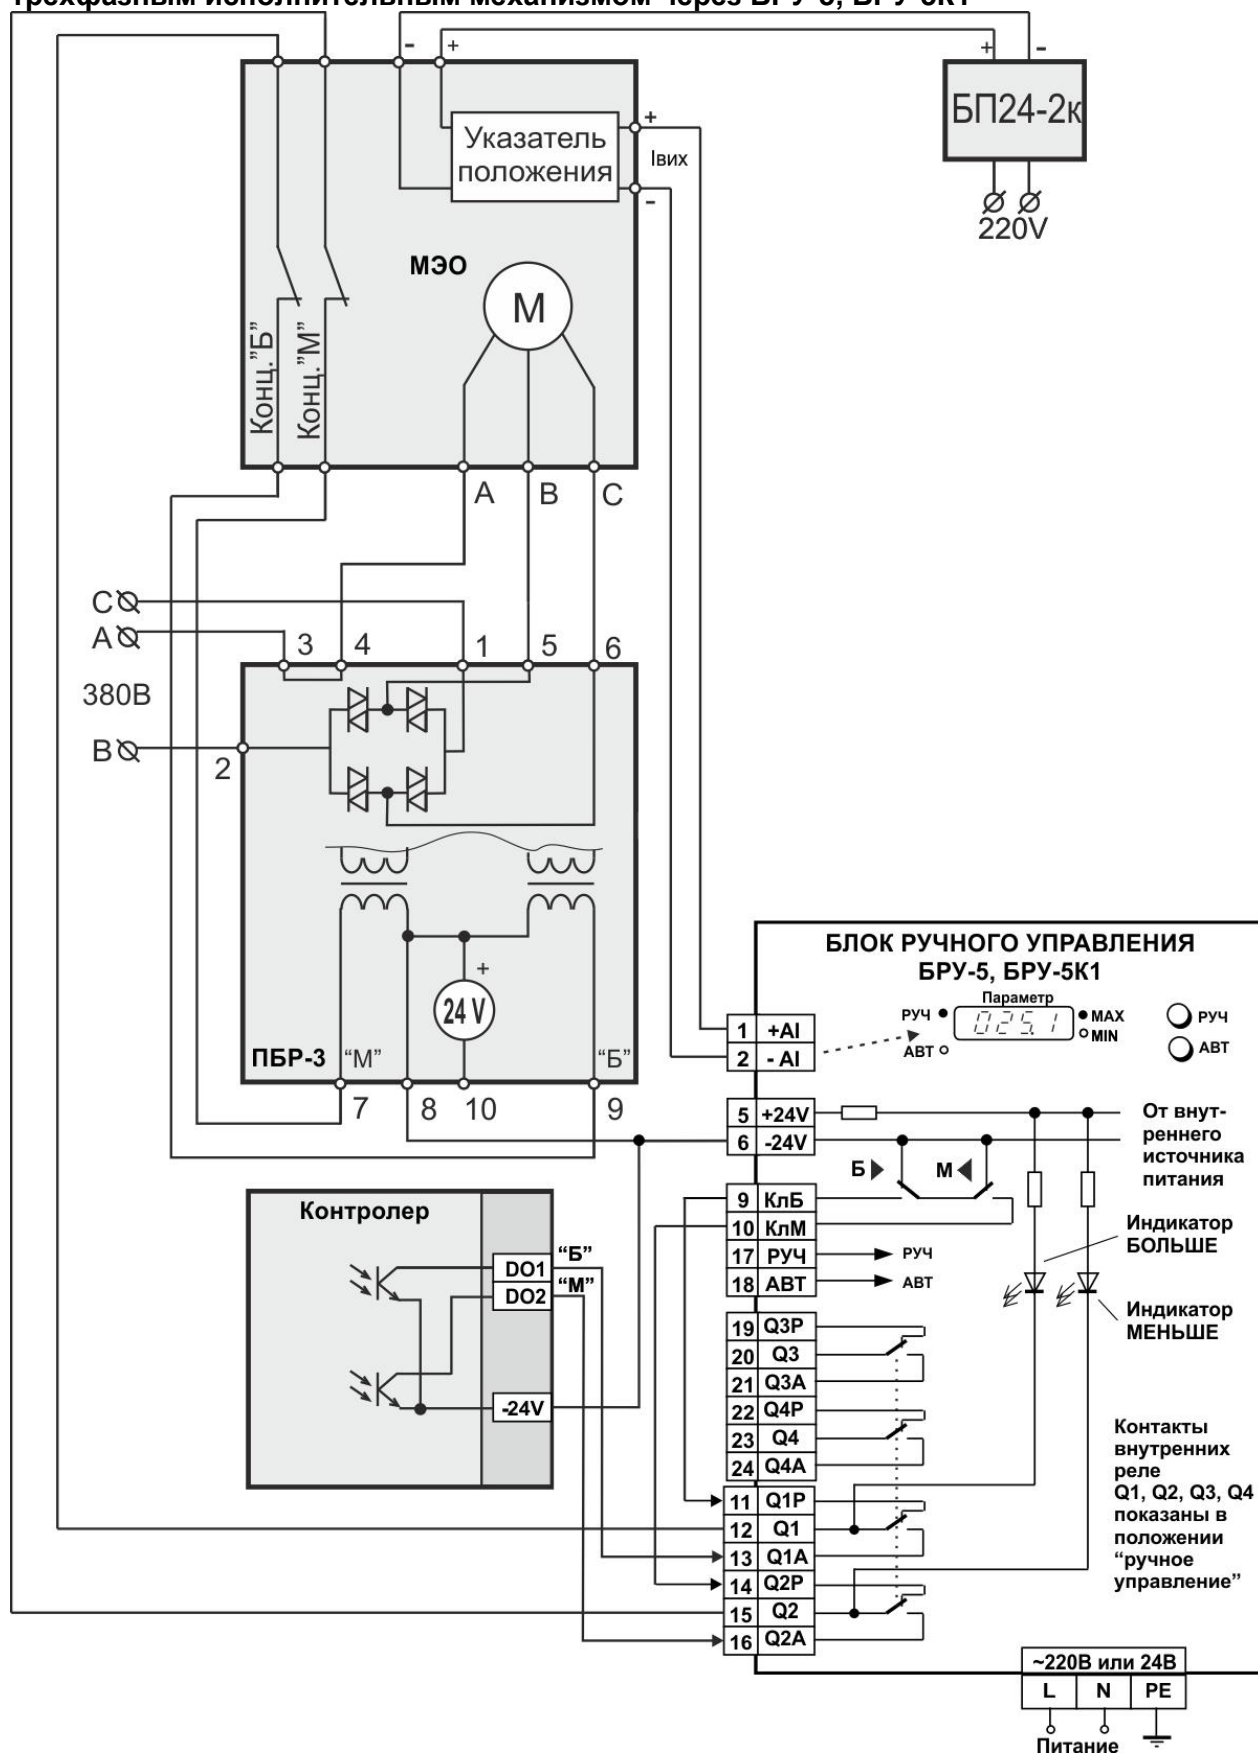 трехфазным исполнительным механизмом через БРУ-5, БРУ-5К1
- +
+ -
БП24-2к
220V
Указатель
положения
+
Івих
-
МЭО
M
Конц."Б"
Конц."М"
A B C
C
A
380В
B
3 4 1 5 6
2
+
24 V
ПБР-3 "М" "Б"
7 8 10 9
Контролер
DO1 "Б"
DO2 "М"
-24V
БЛОК РУЧНОГО УПРАВЛЕНИЯ
БРУ-5, БРУ-5К1
Параметр
РУЧ 025.1 MAX
АВТ MIN
РУЧ
АВТ
1 +AI
2 - AI
5 +24V
6 -24V
От внут-
реннего
источника
питания
Б М
9 КлБ
10 КлМ
17 РУЧ РУЧ
18 АВТ АВТ
Индикатор
БОЛЬШЕ
Индикатор
МЕНЬШЕ
19 Q3P
20 Q3
21 Q3A
22 Q4P
23 Q4
24 Q4A
11 Q1P
12 Q1
13 Q1A
14 Q2P
15 Q2
16 Q2A
Контакты
внутренних
реле
Q1, Q2, Q3, Q4
показаны в
положении
"ручное
управление"
~220В или 24В
L N PE
Питание